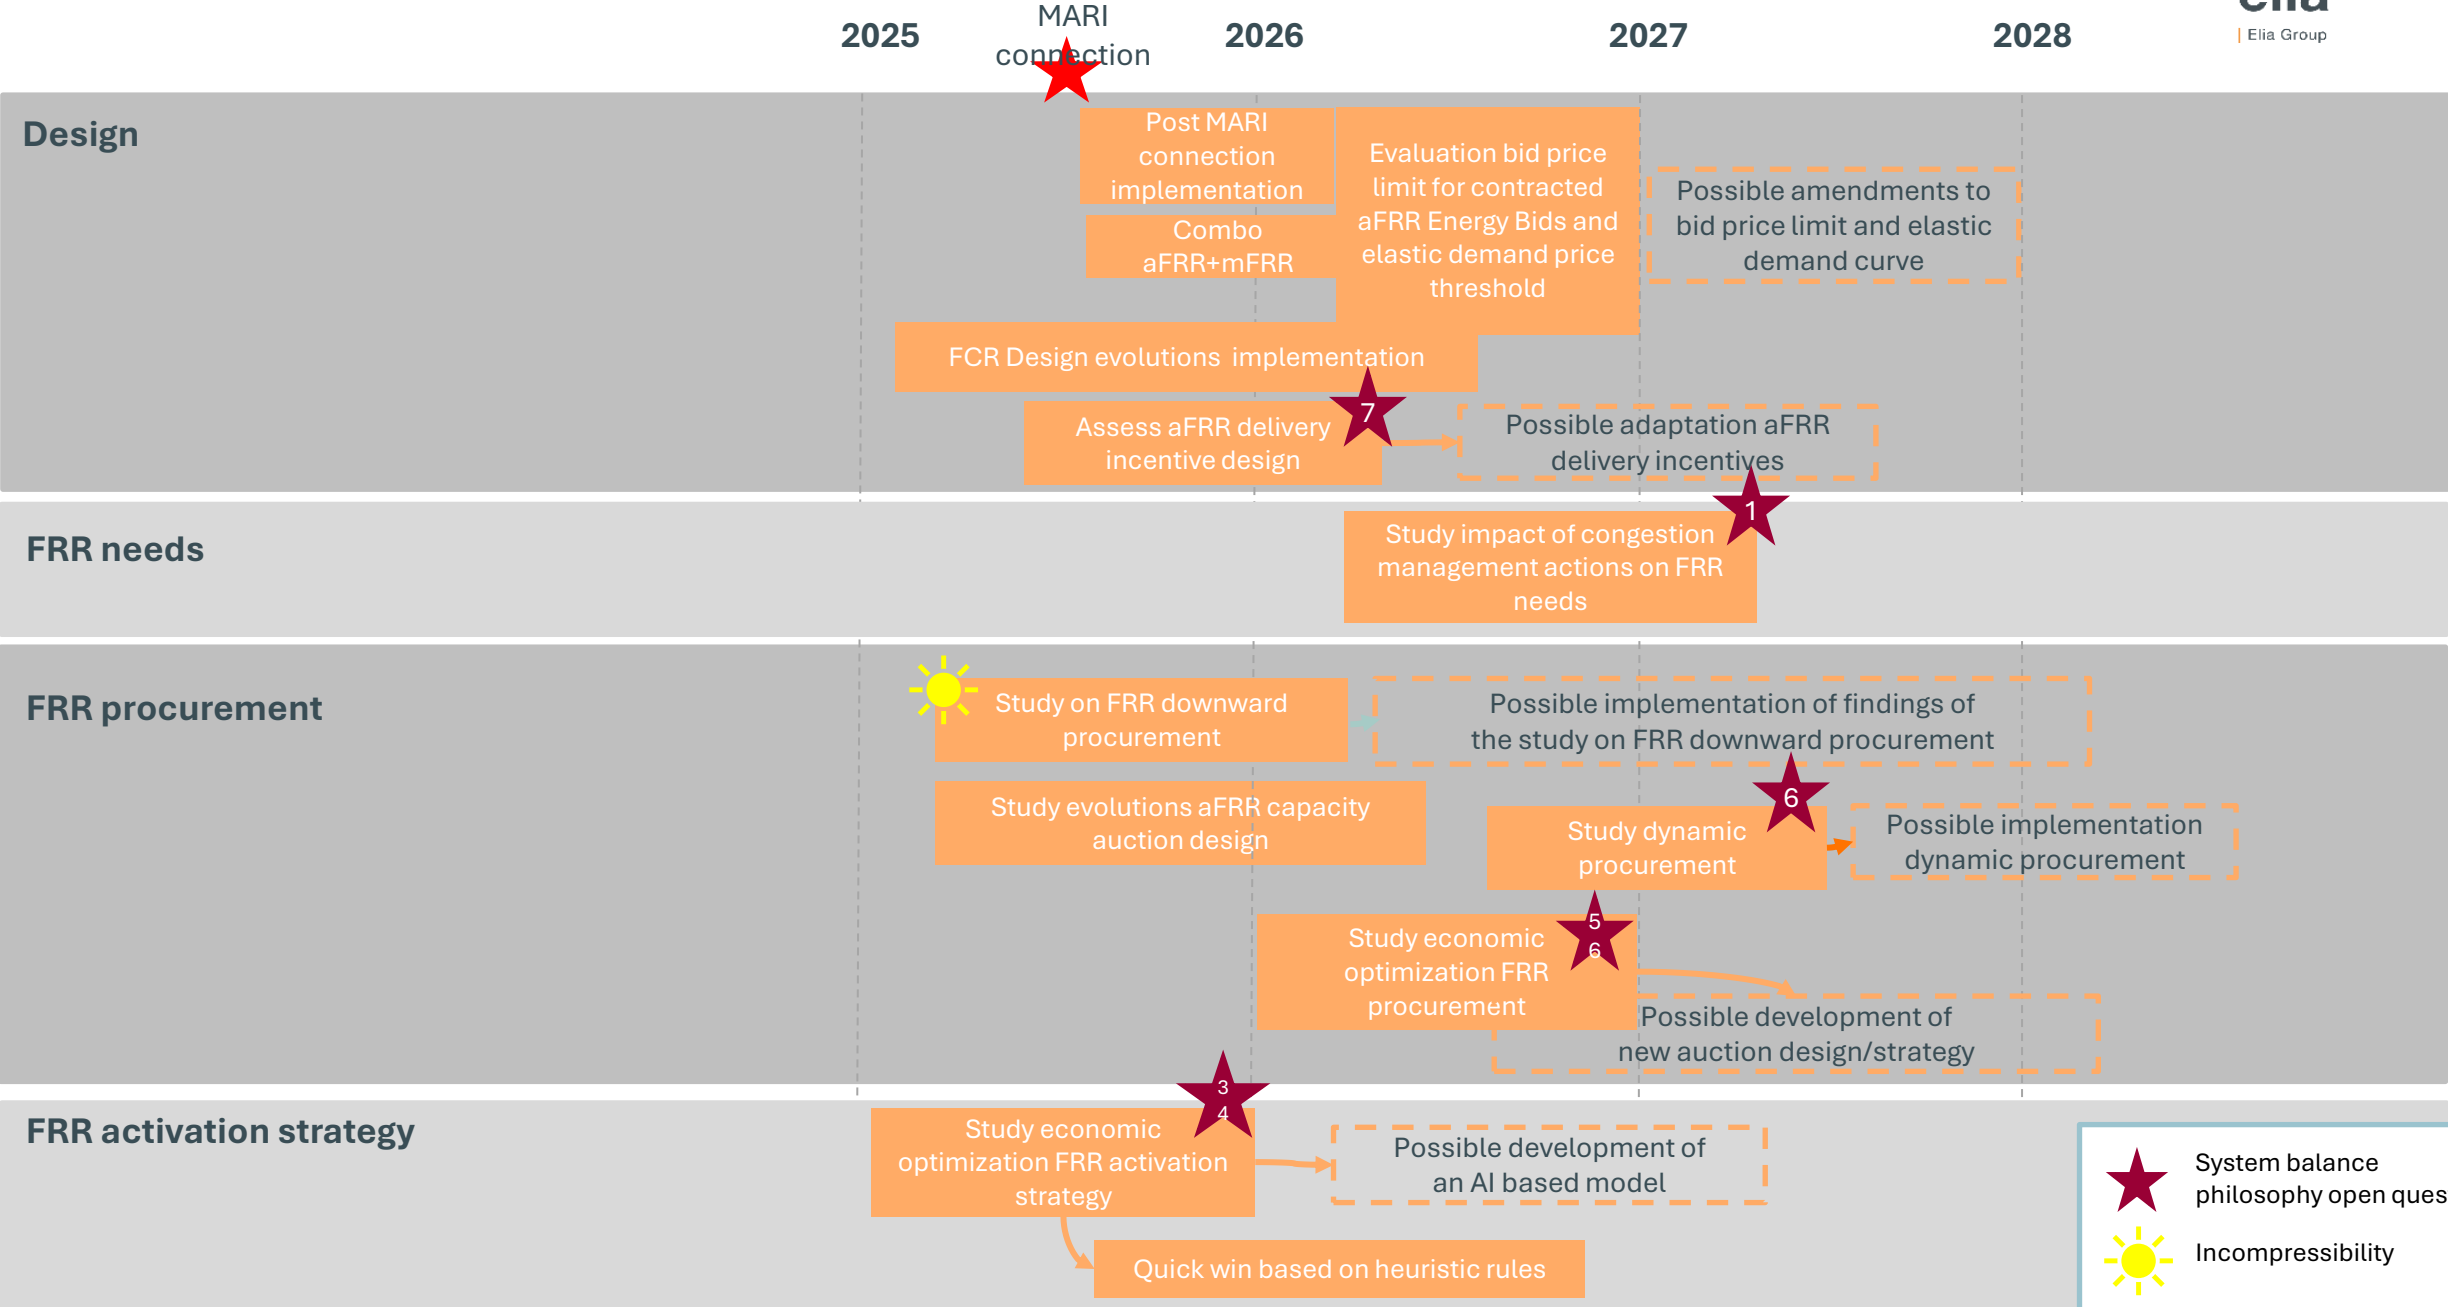 MARI
connection
2025
2026
2027
2028
elia
| Elia Group
Design
Post MARI
connection
implementation
Combo
aFRR+mFRR
Evaluation bid price
limit for contracted
aFRR Energy Bids and
elastic demand price
threshold
Possible amendments to
bid price limit and elastic
demand curve
FCR Design evolutions implementation
Assess aFRR delivery
incentive design
7
Possible adaptation aFRR
delivery incentives
FRR needs
1
Study impact of congestion
management actions on FRR
needs
FRR procurement
Study on FRR downward
procurement
Possible implementation of findings of
the study on FRR downward procurement
Study evolutions aFRR capacity
auction design
6
Study dynamic
procurement
Possible implementation
dynamic procurement
5
6
Study economic
optimization FRR
procurement
Possible development of
new auction design/strategy
FRR activation strategy
3
4
Study economic
optimization FRR activation
strategy
Possible development of
an AI based model
Quick win based on heuristic rules
System balance
philosophy open ques
Incompressibility